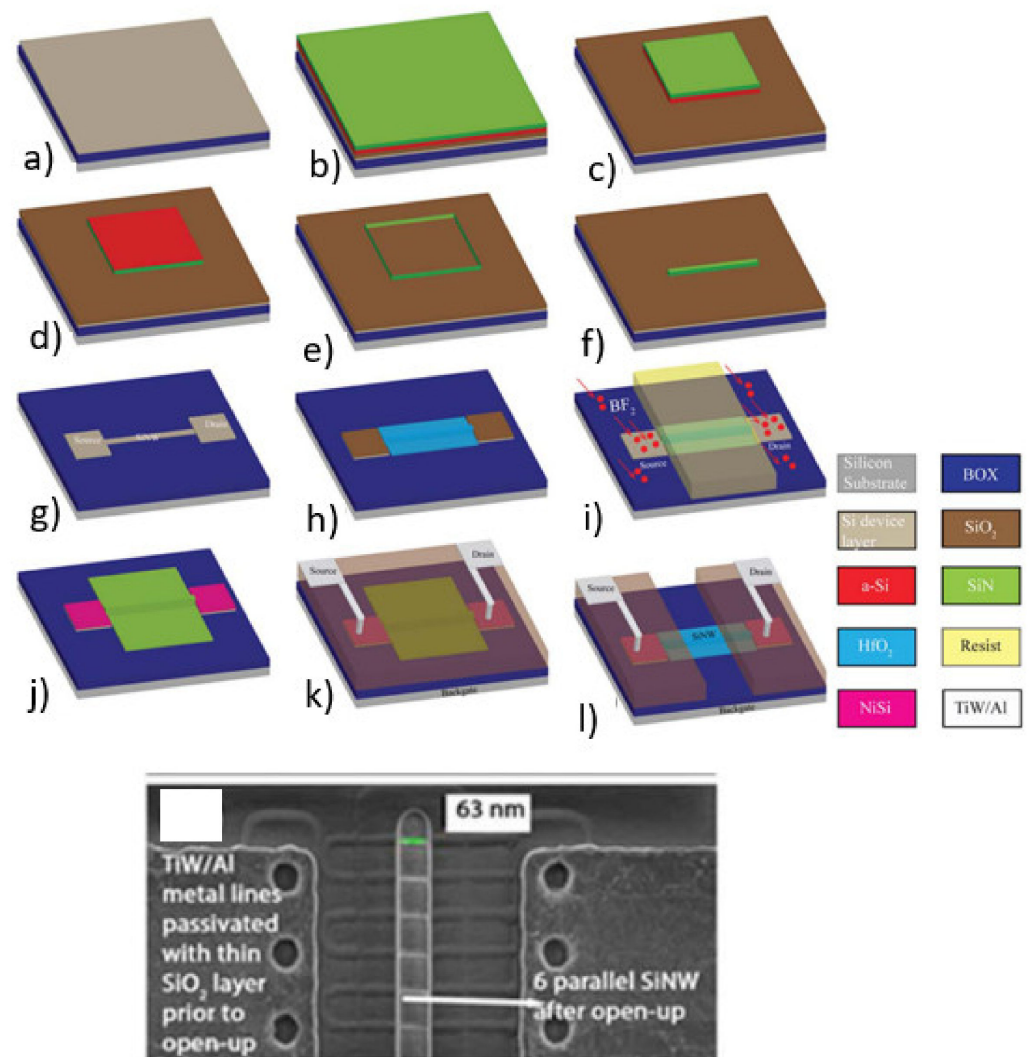 a)
b)
c)
d)
e)
f)
Source
SiNW
Drain
g)
h)
BF2
Source
Drain
i)
Silicon
Substrate
BOX
Si device
layer
SiO2
a-Si
SiN
HfO2
Resist
NiSi
TiW/Al
j)
Source
Drain
Backgate
k)
Source
Drain
SiNW
Backgate
l)
63 nm
TiW/Al
metal lines
passivated
with thin
SiO2 layer
prior to
open-up
6 parallel SiNW
after open-up